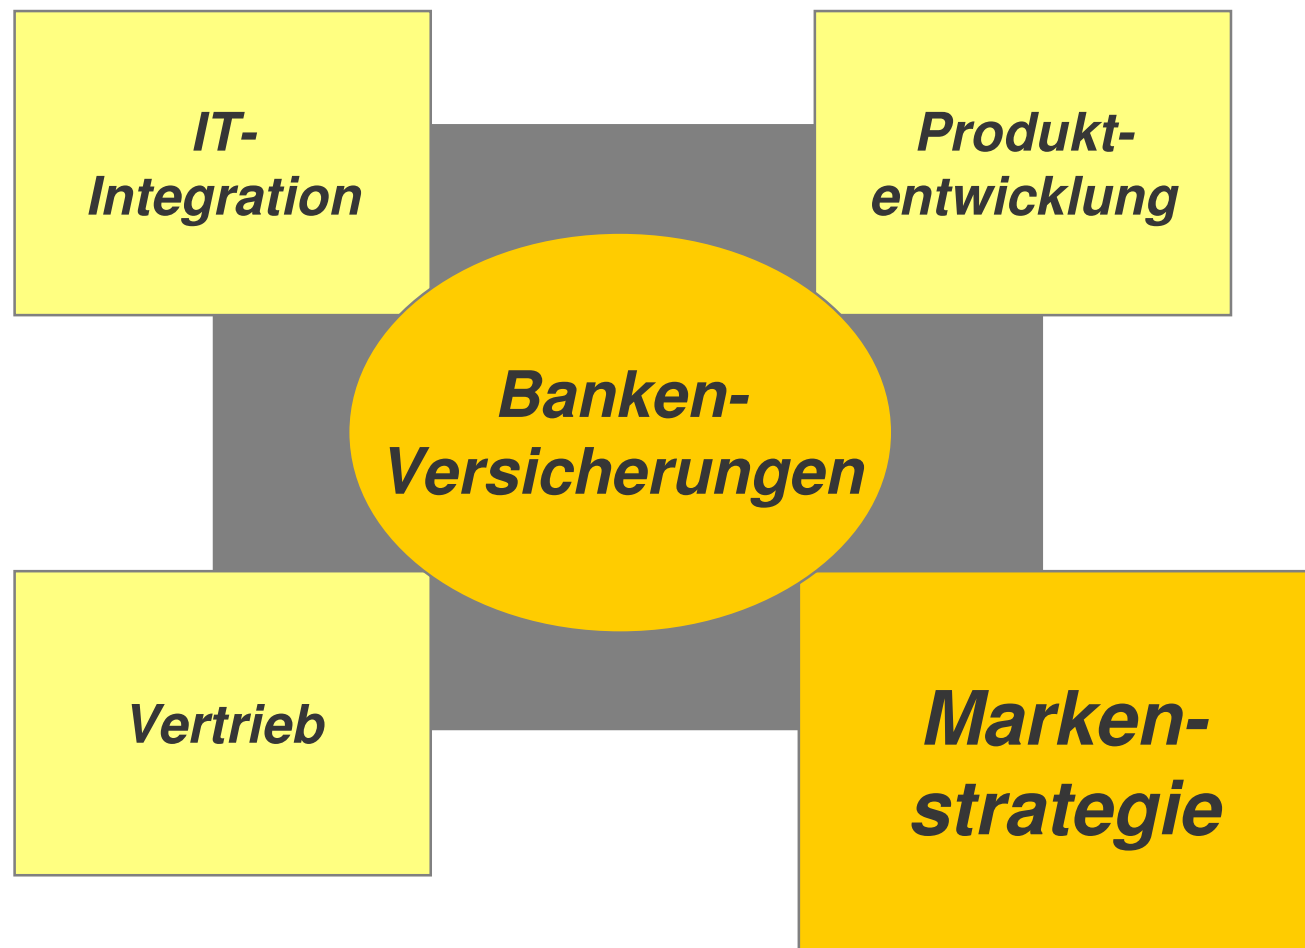 IT-
Integration
Produkt-
entwicklung
Banken-
Versicherungen
Vertrieb
Marken-
strategie